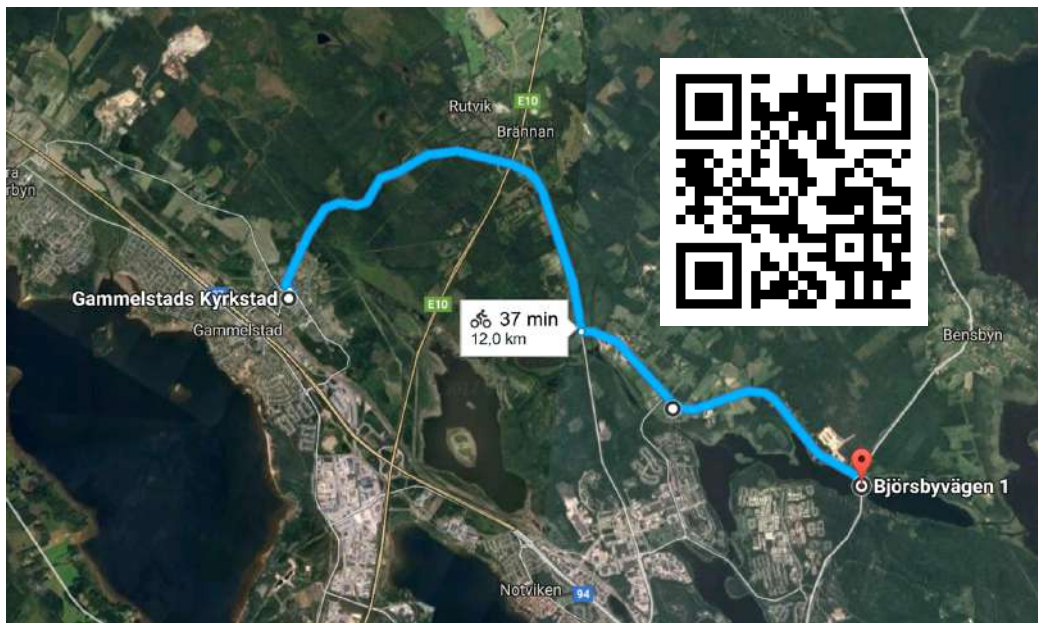 Rutvik
E10
Brännan
Gammelstads Kyrkstad
Gammelstad
E10
37 min
12,0 km
Bensbyn
Björsbyvägen 1
Notviken
94